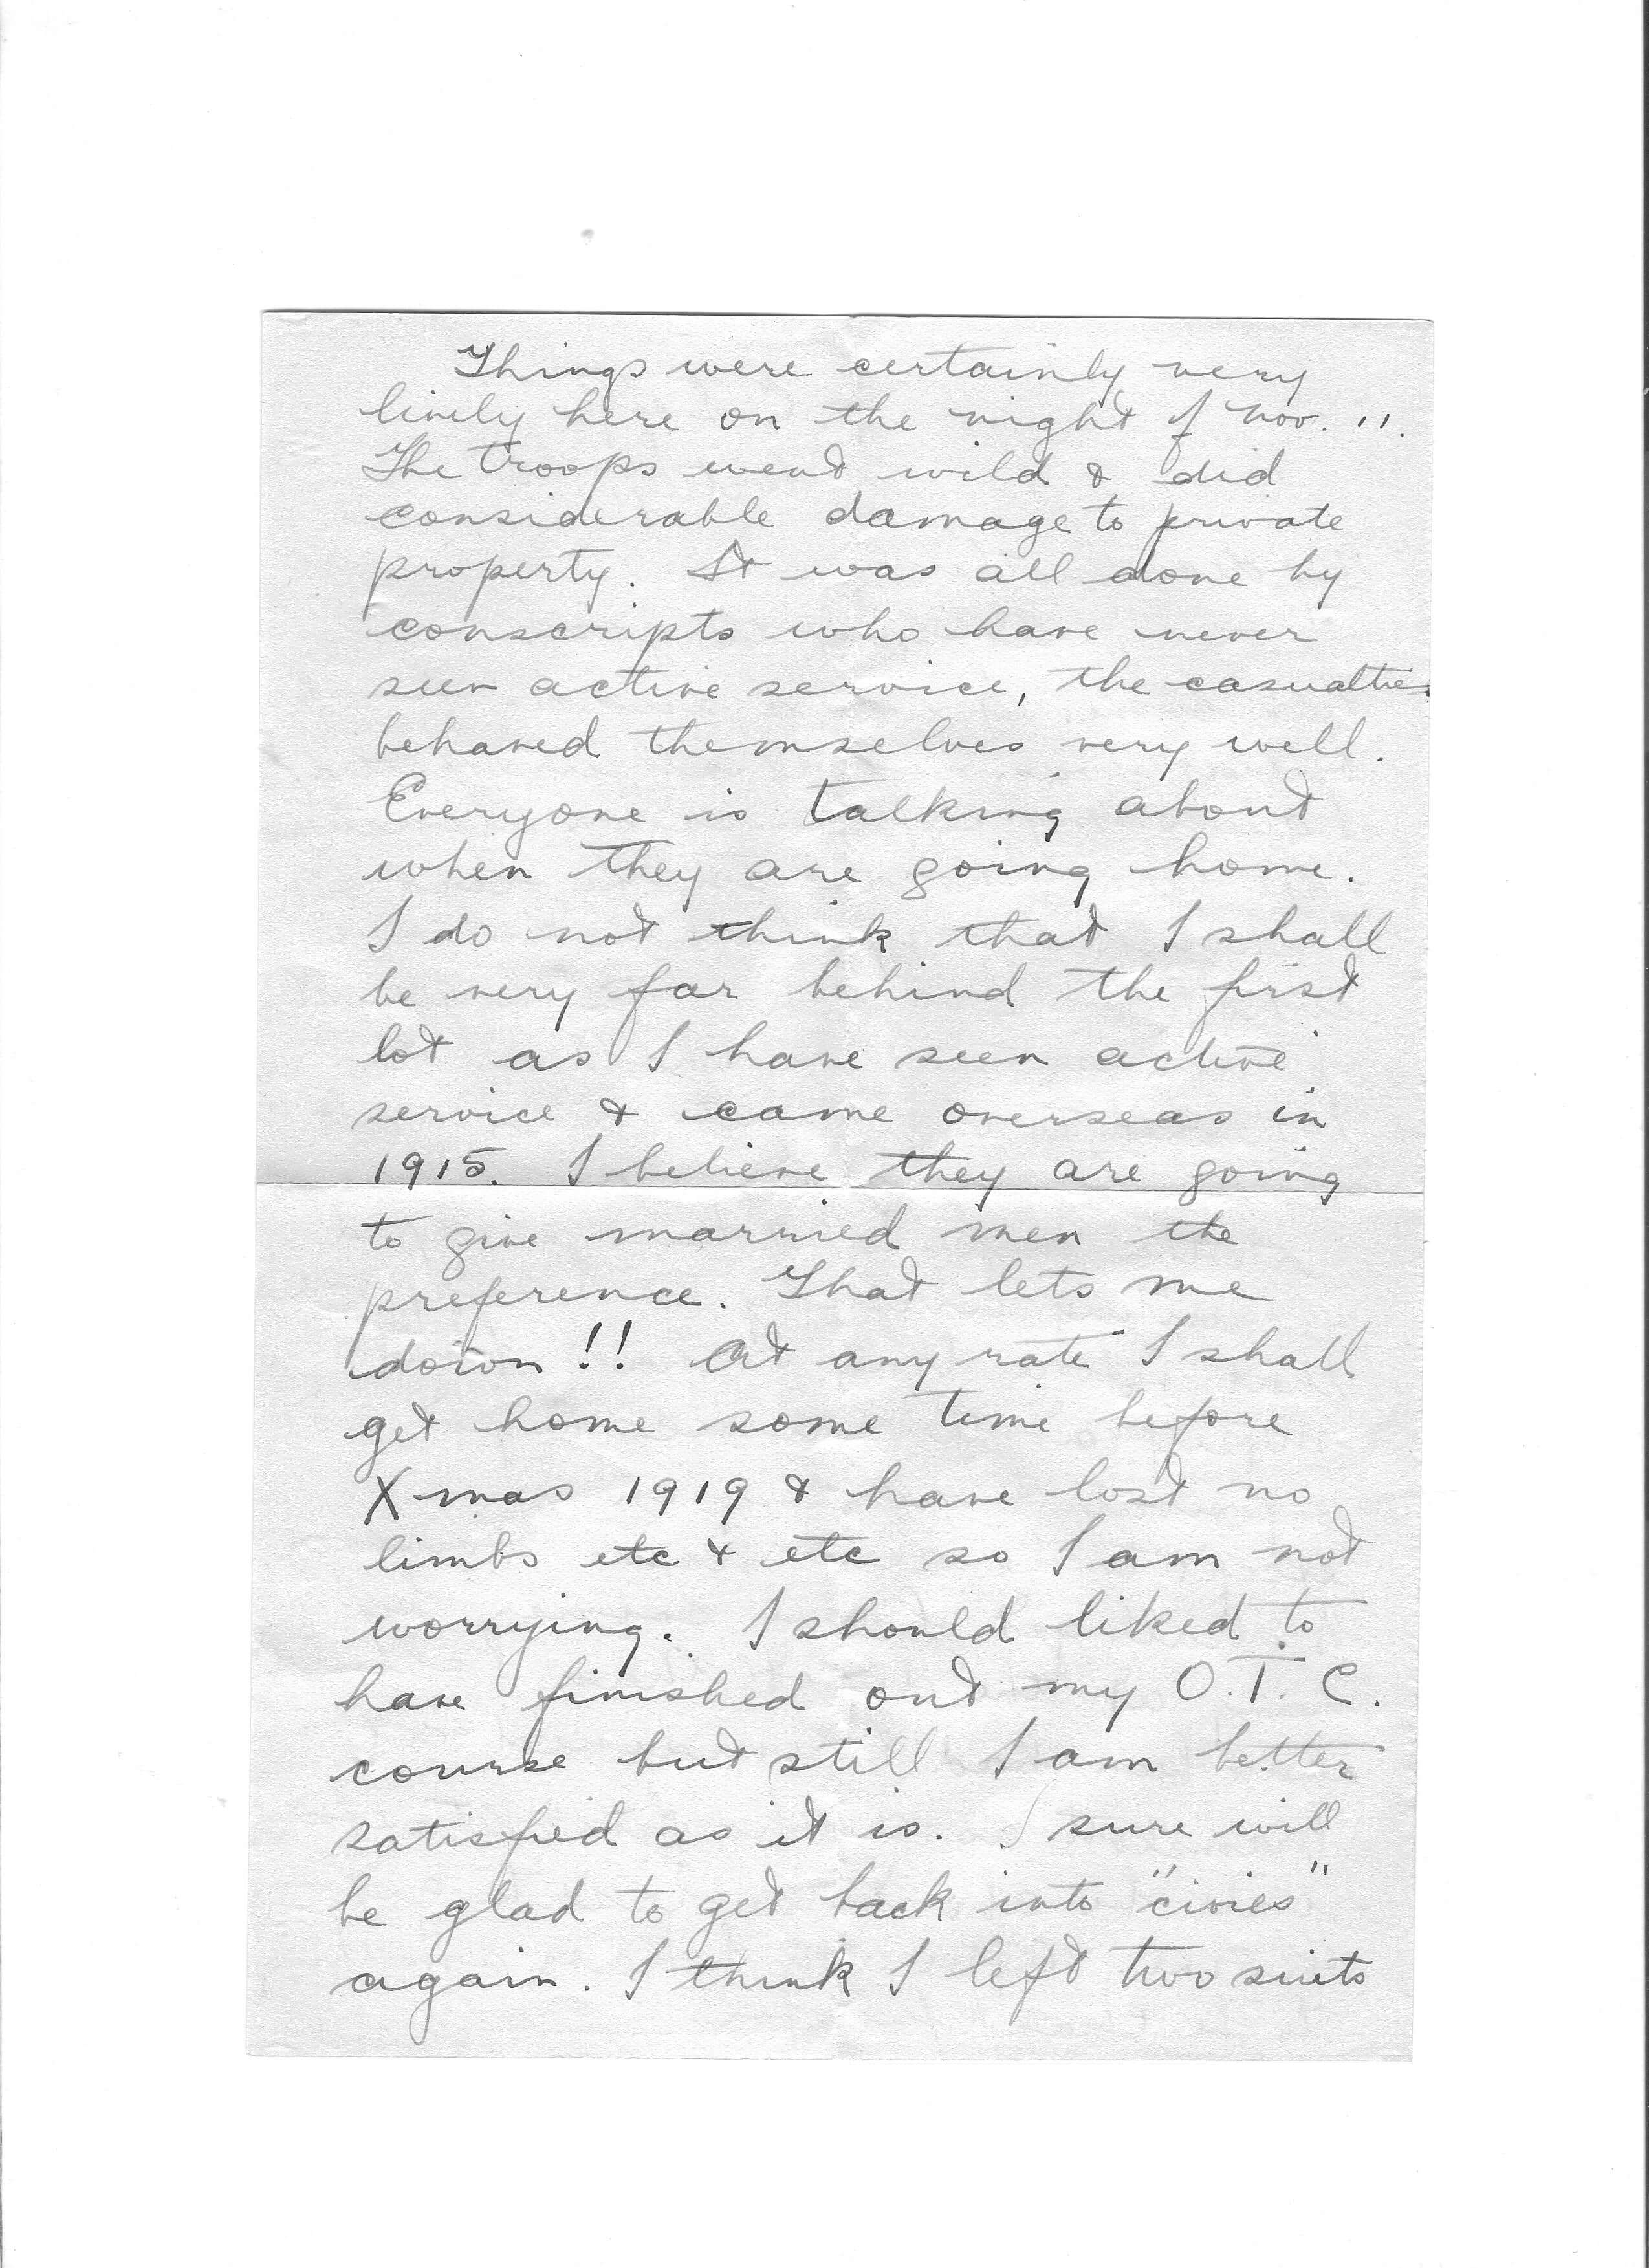 Things were certainly very
lively here on the night of Nov. 11.
The troops went wild & did
considerable damage to private
property. It was all done by
conscripts who have never
seen active service, the casualties
behaved themselves very well.
Everyone is talking about
when they are going home.
I do not think that I shall
be very far behind the first
lot as I have seen active
service & came overseas in
1915. I believe they are going
to give married men the
preference. That lets me
down!! At any rate I shall
get home some time before
Xmas 1919 & have lost no
limbs etc & etc so I am not
worrying. I should liked to
have finished out my O.T.C.
course but still I am better
satisfied as it is. I sure will
be glad to get back into "civies"
again. I think I left two suits